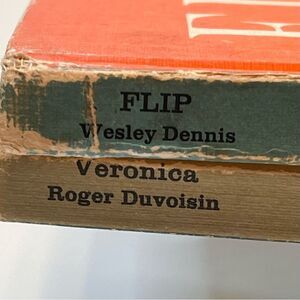 FLIP
Wesley Dennis
Veronica
Roger Duvoisin